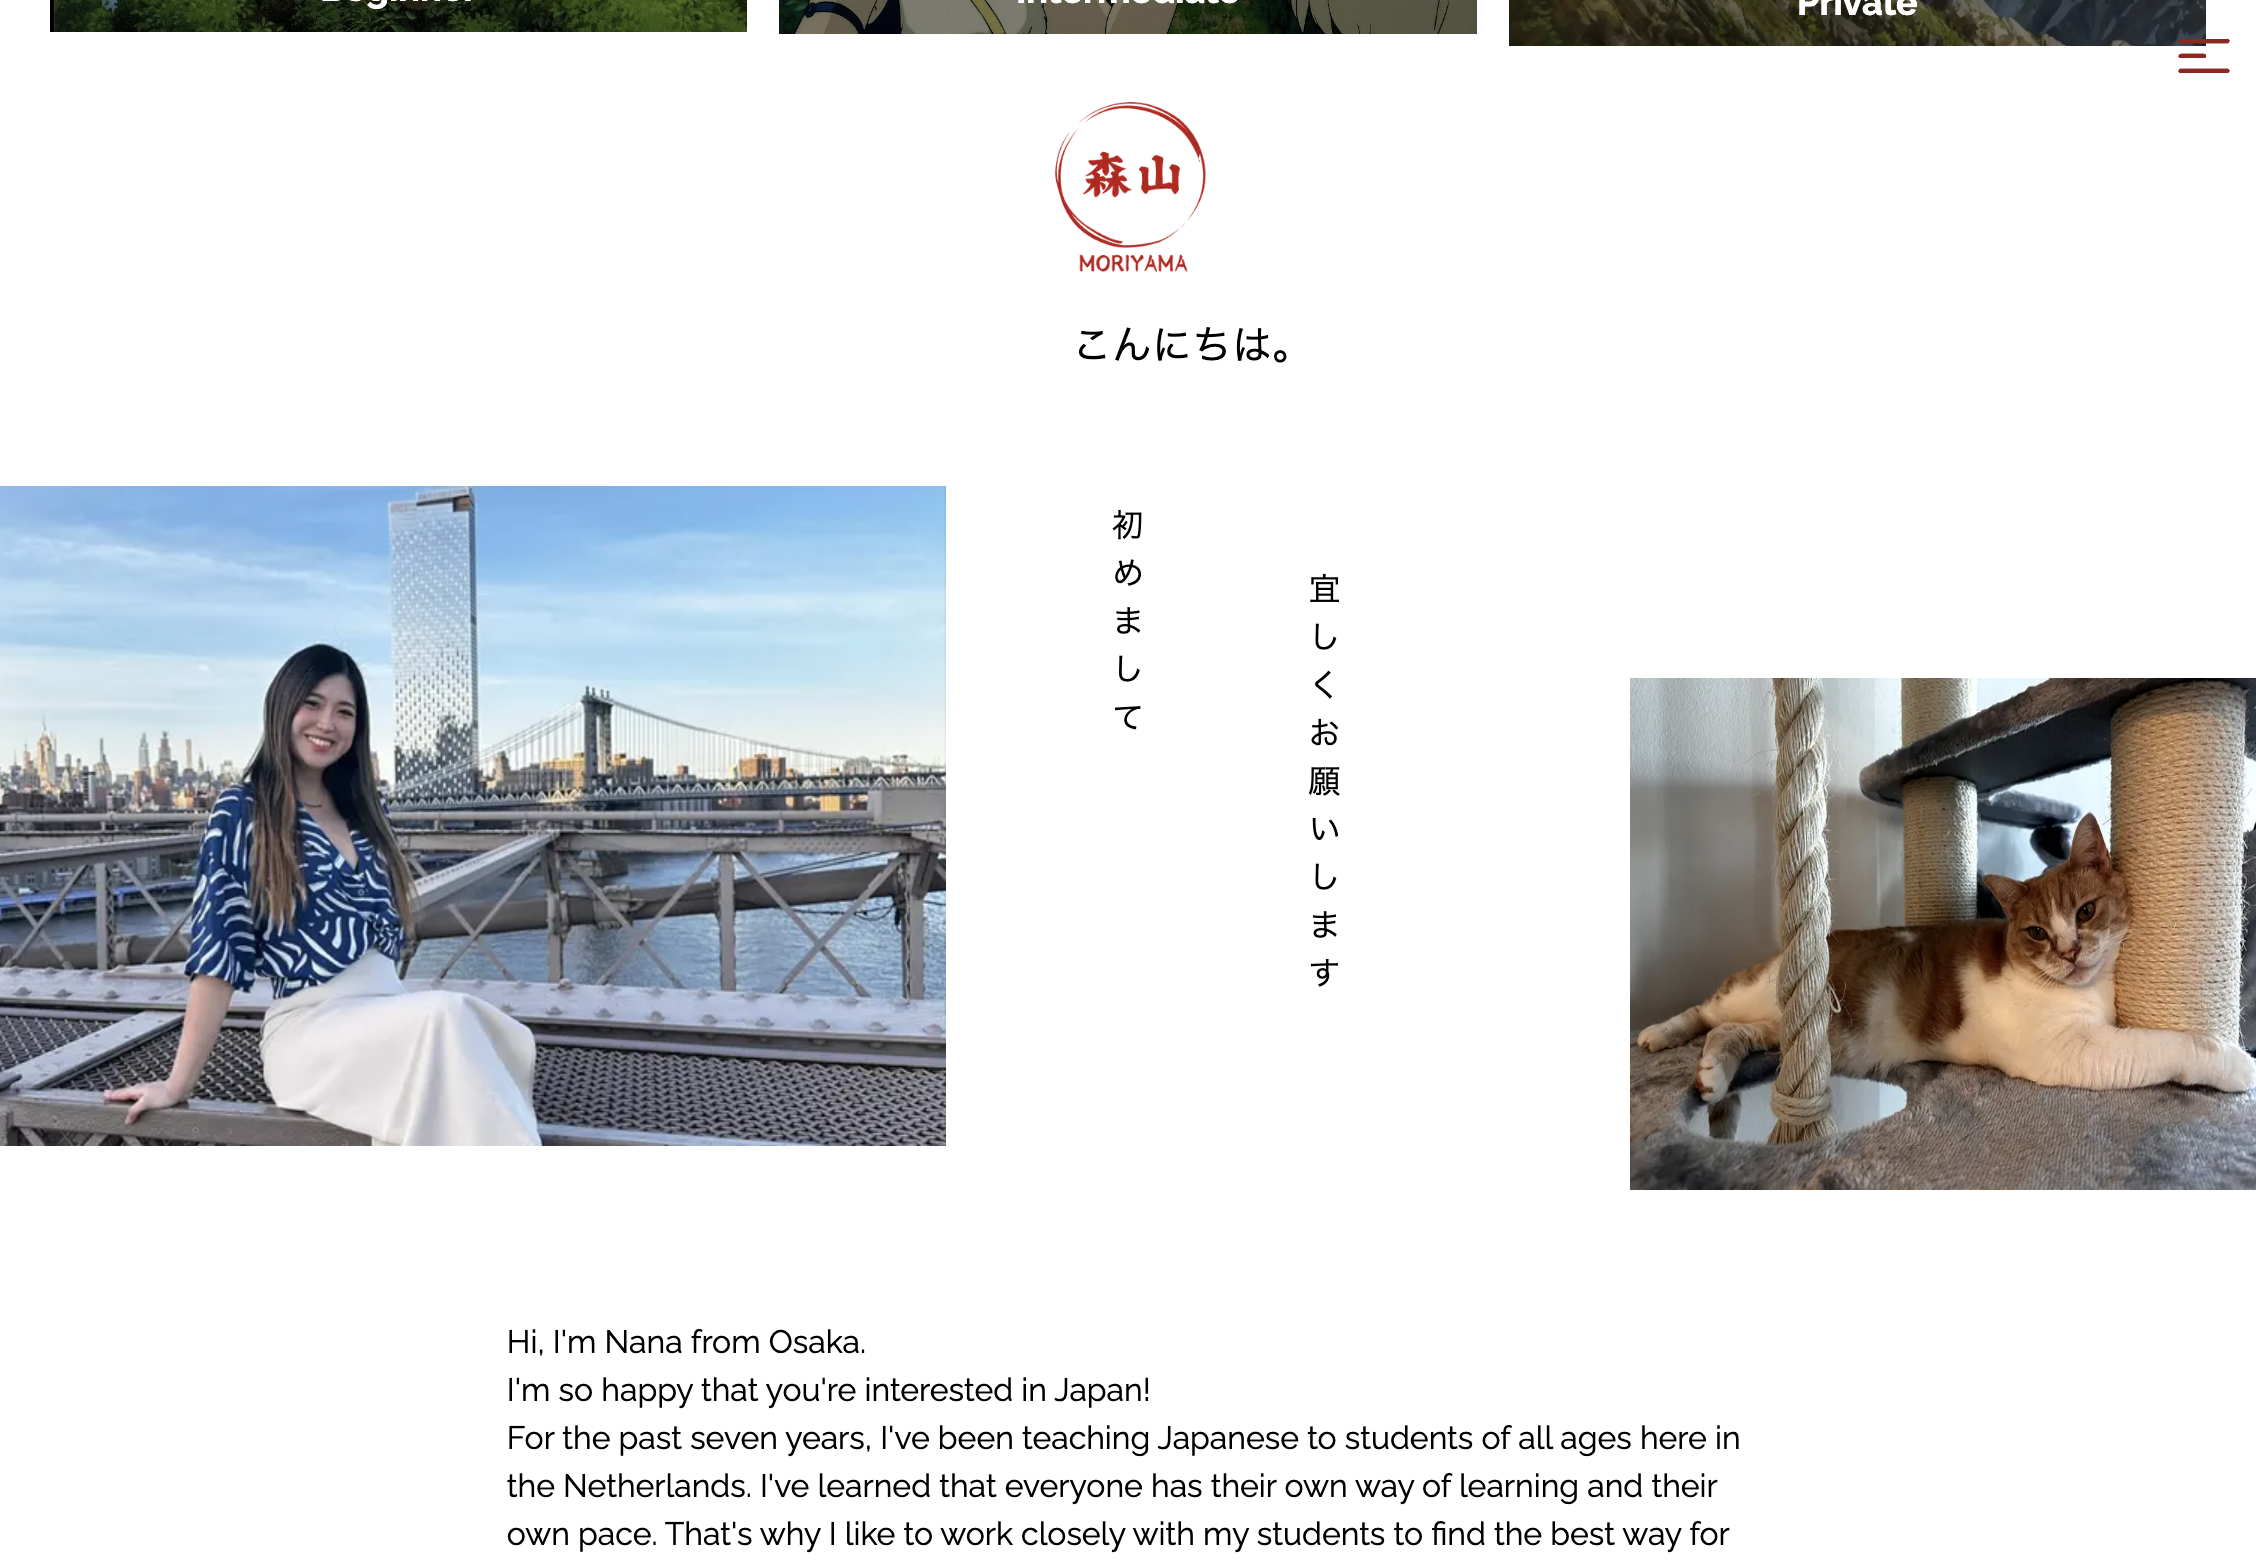 Beginner
Intermediate
Private
森山
MORIYAMA
こんにちは。
初めまして
宜しくお願いします
Hi, I'm Nana from Osaka.
I'm so happy that you're interested in Japan!
For the past seven years, I've been teaching Japanese to students of all ages here in
the Netherlands. I've learned that everyone has their own way of learning and their
own pace. That's why I like to work closely with my students to find the best way for